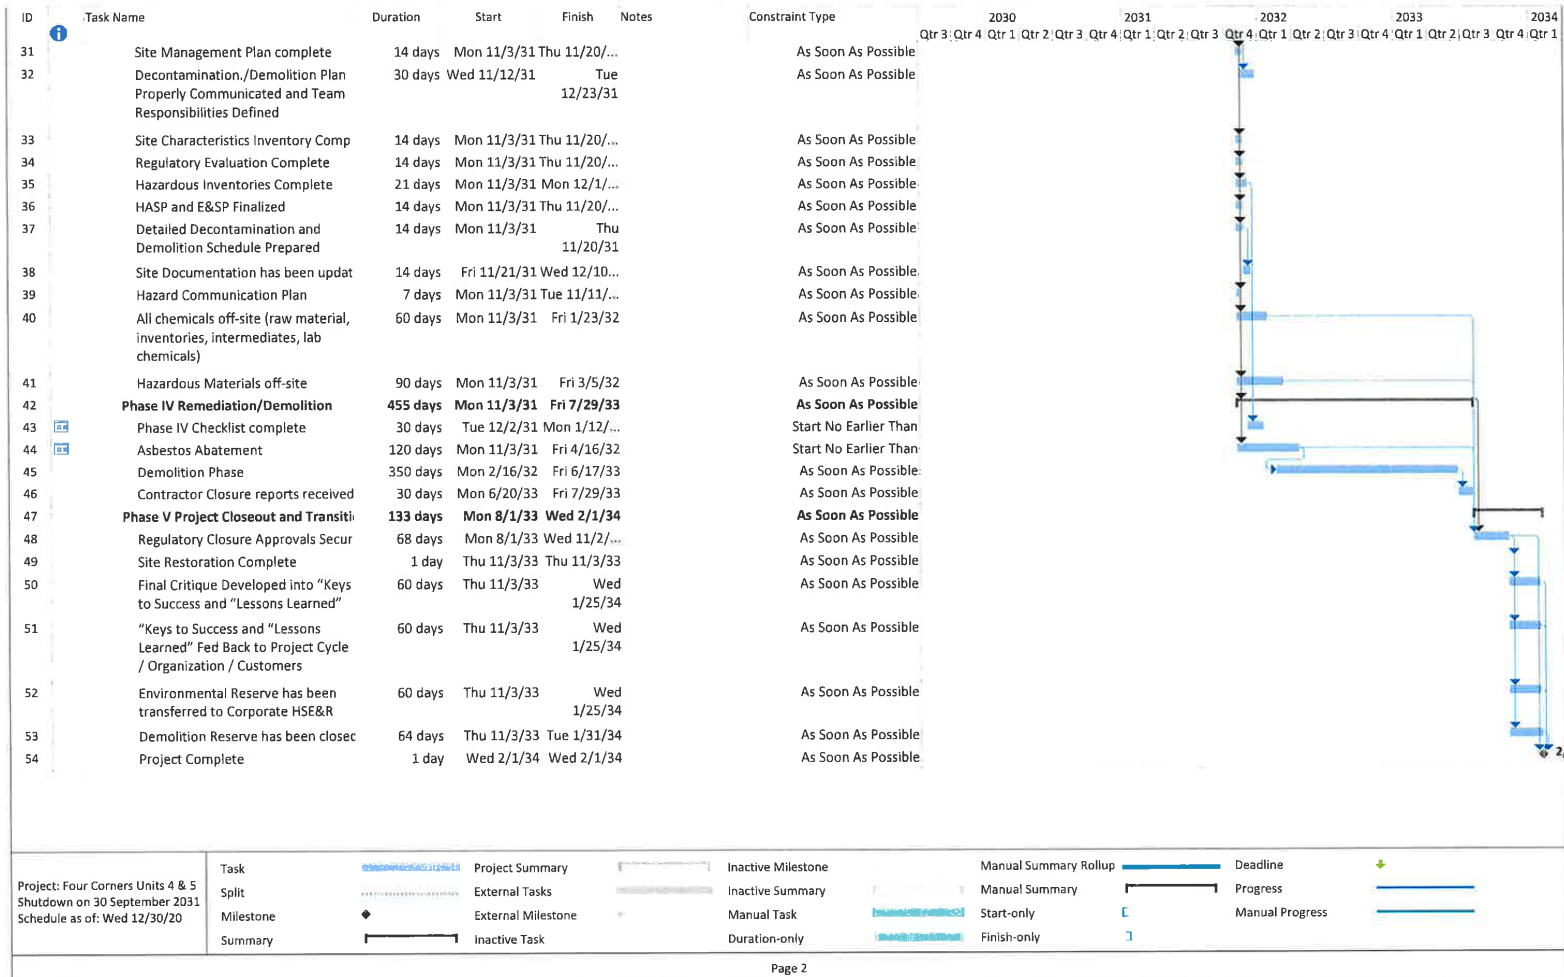 ID Task Name Duration Start Finish Notes Constraint Type 2030 2031 2032 2033 2034
Qtr 3 Qtr 4 Qtr 1 Qtr 2 Qtr 3 Qtr 4 Qtr 1 Qtr 2 Qtr 3 Qtr 4 Qtr 1 Qtr 2 Qtr 3 Qtr 4 Qtr 1 Qtr 2 Qtr 3 Qtr 4 Qtr 1
31 Site Management Plan complete 14 days Mon 11/3/31 Thu 11/20/... As Soon As Possible
32 Decontamination./Demolition Plan 30 days Wed 11/12/31 Tue As Soon As Possible
Properly Communicated and Team 12/23/31
Responsibilities Defined
33 Site Characteristics Inventory Comp 14 days Mon 11/3/31 Thu 11/20/... As Soon As Possible
34 Regulatory Evaluation Complete 14 days Mon 11/3/31 Thu 11/20/... As Soon As Possible
35 Hazardous Inventories Complete 21 days Mon 11/3/31 Mon 12/1/... As Soon As Possible
36 HASP and E&SP Finalized 14 days Mon 11/3/31 Thu 11/20/... As Soon As Possible
37 Detailed Decontamination and 14 days Mon 11/3/31 Thu As Soon As Possible
Demolition Schedule Prepared 11/20/31
38 Site Documentation has been updat 14 days Fri 11/21/31 Wed 12/10... As Soon As Possible
39 Hazard Communication Plan 7 days Mon 11/3/31 Tue 11/11/... As Soon As Possible
40 All chemicals off-site (raw material, 60 days Mon 11/3/31 Fri 1/23/32 As Soon As Possible
inventories, intermediates, lab
chemicals)
41 Hazardous Materials off-site 90 days Mon 11/3/31 Fri 3/5/32 As Soon As Possible
42 Phase IV Remediation/Demolition 455 days Mon 11/3/31 Fri 7/29/33 As Soon As Possible
43 Phase IV Checklist complete 30 days Tue 12/2/31 Mon 1/12/... Start No Earlier Than
44 Asbestos Abatement 120 days Mon 11/3/31 Fri 4/16/32 Start No Earlier Than
45 Demolition Phase 350 days Mon 2/16/32 Fri 6/17/33 As Soon As Possible
46 Contractor Closure reports received 30 days Mon 6/20/33 Fri 7/29/33 As Soon As Possible
47 Phase V Project Closeout and Transiti 133 days Mon 8/1/33 Wed 2/1/34 As Soon As Possible
48 Regulatory Closure Approvals Secur 68 days Mon 8/1/33 Wed 11/2/... As Soon As Possible
49 Site Restoration Complete 1 day Thu 11/3/33 Thu 11/3/33 As Soon As Possible
50 Final Critique Developed into "Keys 60 days Thu 11/3/33 Wed As Soon As Possible
to Success and "Lessons Learned" 1/25/34
51 "Keys to Success and "Lessons 60 days Thu 11/3/33 Wed As Soon As Possible
Learned" Fed Back to Project Cycle 1/25/34
/ Organization / Customers
52 Environmental Reserve has been 60 days Thu 11/3/33 Wed As Soon As Possible
transferred to Corporate HSE&R 1/25/34
53 Demolition Reserve has been closec 64 days Thu 11/3/33 Tue 1/31/34 As Soon As Possible
54 Project Complete 1 day Wed 2/1/34 Wed 2/1/34 As Soon As Possible 2,
Project: Four Corners Units 4 & 5
Shutdown on 30 September 2031
Schedule as of: Wed 12/30/20
Task Project Summary Inactive Milestone Manual Summary Rollup Deadline
Split External Tasks Inactive Summary Manual Summary Progress
Milestone External Milestone Manual Task Start-only Manual Progress
Summary Inactive Task Duration-only Finish-only
Page 2